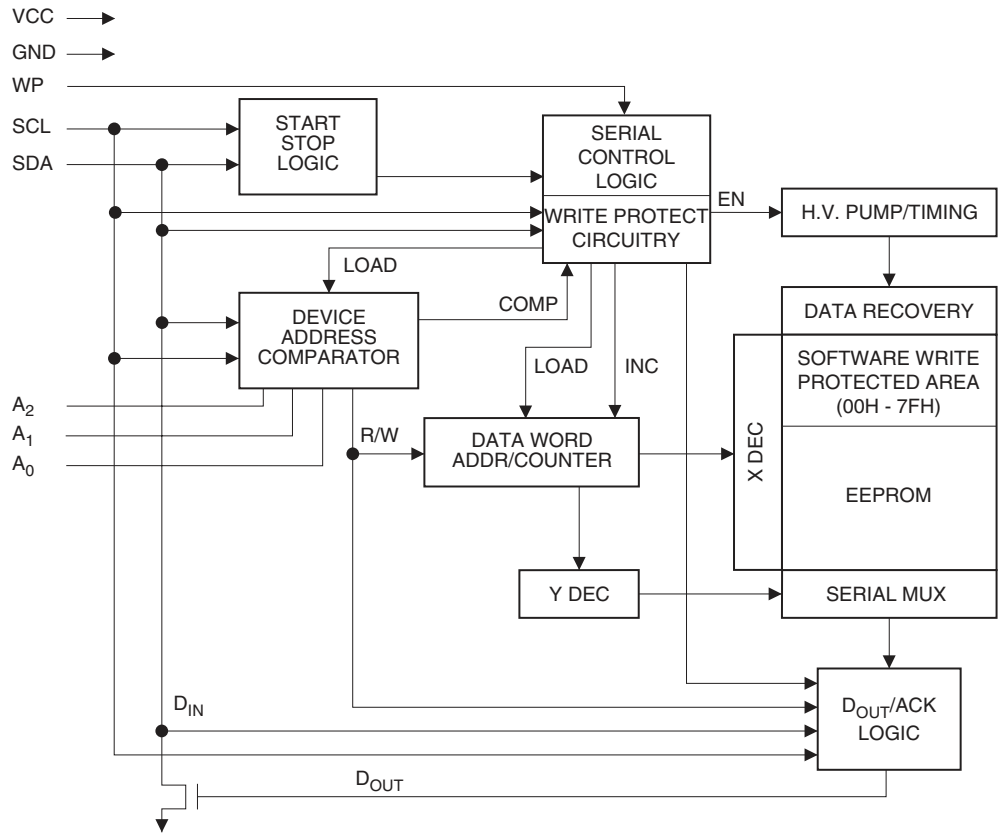 VCC
GND
WP
SCL
SDA
START
STOP
LOGIC
SERIAL
CONTROL
LOGIC
WRITE PROTECT
CIRCUITRY
EN
H.V. PUMP/TIMING
LOAD
COMP
DEVICE
ADDRESS
COMPARATOR
DATA RECOVERY
LOAD
INC
SOFTWARE WRITE
PROTECTED AREA
(00H - 7FH)
A2
A1
A0
R/W
DATA WORD
ADDR/COUNTER
X DEC
EEPROM
Y DEC
SERIAL MUX
DIN
DOUT/ACK
LOGIC
DOUT